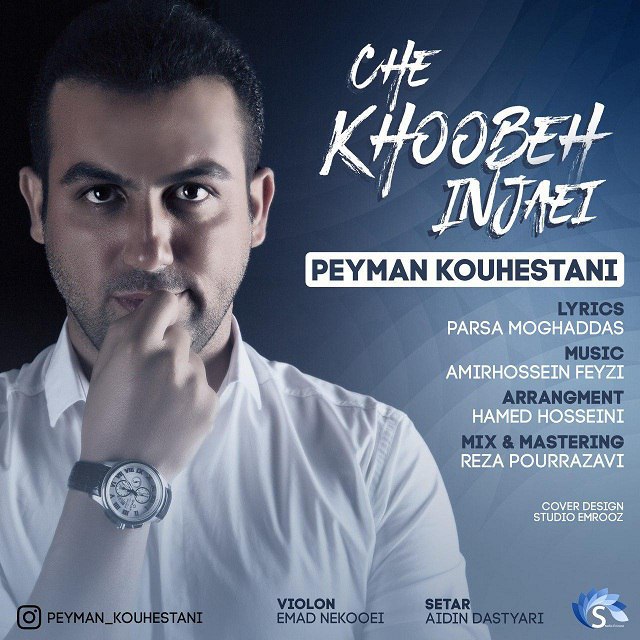 CHE
KHOOBEH
INJAEI
PEYMAN KOUHESTANI
LYRICS
PARSA MOGHADDAS
MUSIC
AMIRHOSSEIN FEYZI
ARRANGMENT
HAMED HOSSEINI
MIX & MASTERING
REZA POURRAZAVI
COVER DESIGN
STUDIO EMROOZ
PEYMAN_KOUHESTANI
VIOLON
EMAD NEKOOEI
SETAR
AIDIN DASTYARI
S